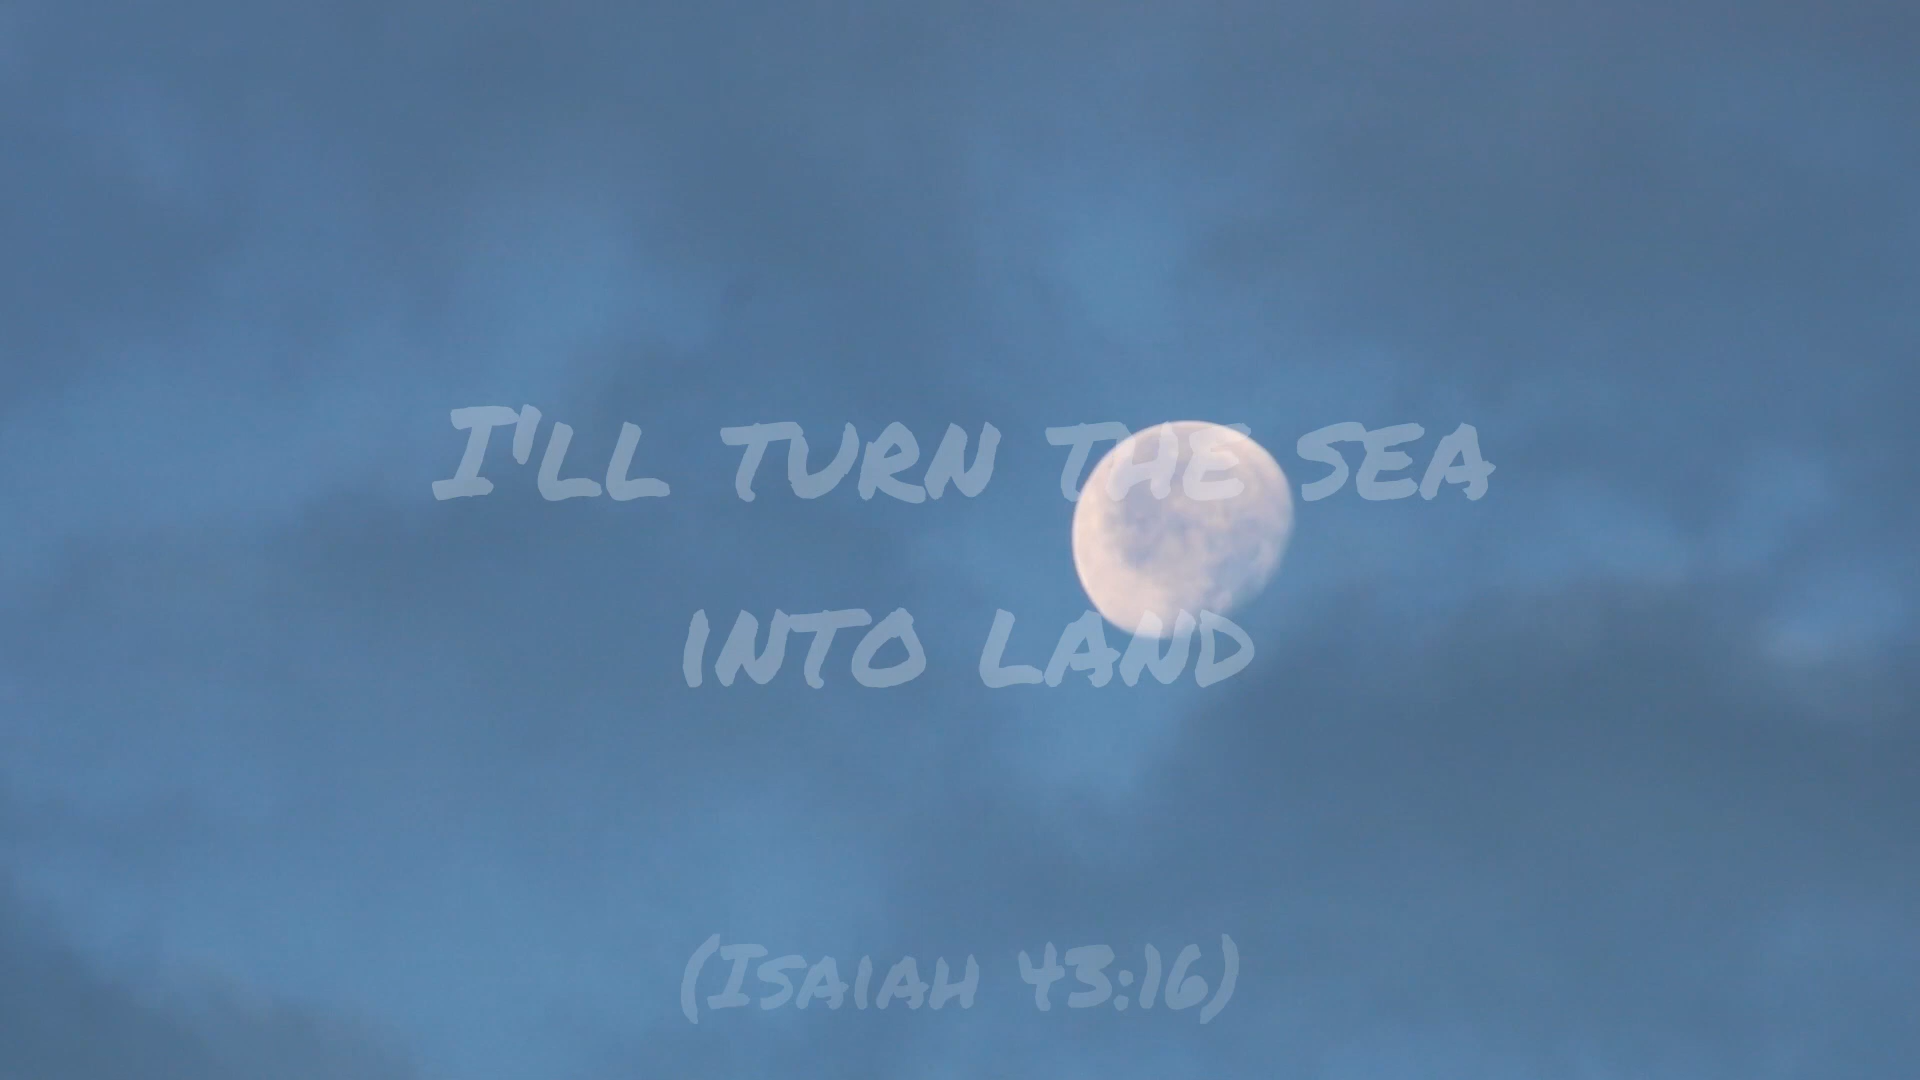 I'LL TURN THE SEA
INTO LAND
(ISAIAH 43:16)